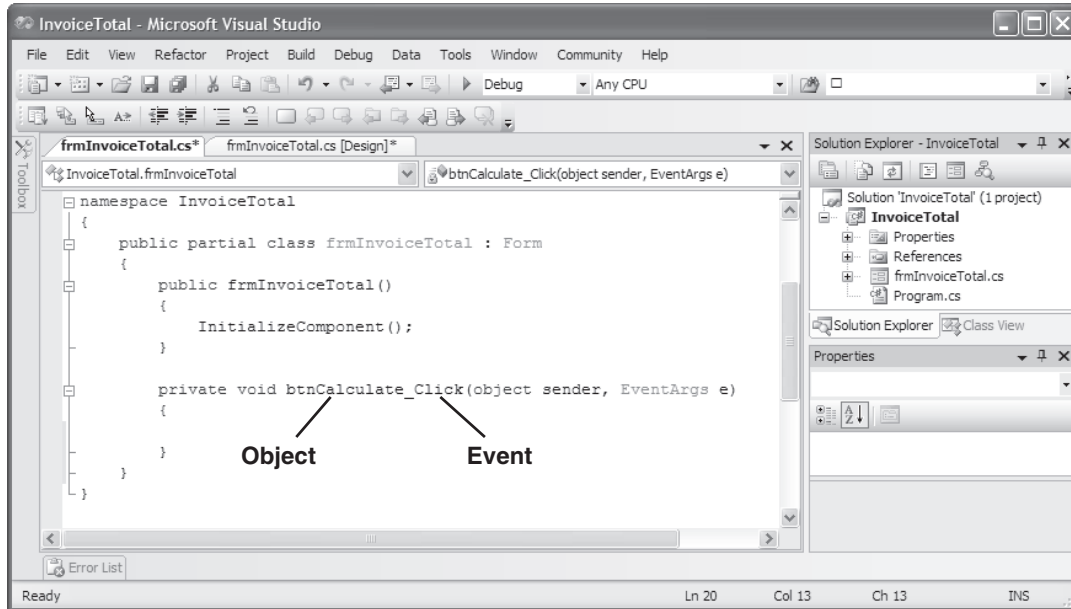 InvoiceTotal - Microsoft Visual Studio
File Edit View Refactor Project Build Debug Data Tools Window Community Help
Debug Any CPU
frmInvoiceTotal.cs* frmInvoiceTotal.cs [Design]*
Toolbox
InvoiceTotal.frmInvoiceTotal btnCalculate_Click(object sender, EventArgs e)
namespace InvoiceTotal
{
public partial class frmInvoiceTotal : Form
{
public frmInvoiceTotal()
{
InitializeComponent();
}
private void btnCalculate_Click(object sender, EventArgs e)
{
}
}
}
Object Event
Solution Explorer - InvoiceTotal
Solution 'InvoiceTotal' (1 project)
InvoiceTotal
Properties
References
frmInvoiceTotal.cs
Program.cs
Solution Explorer Class View
Properties
Error List
Ready Ln 20 Col 13 Ch 13 INS